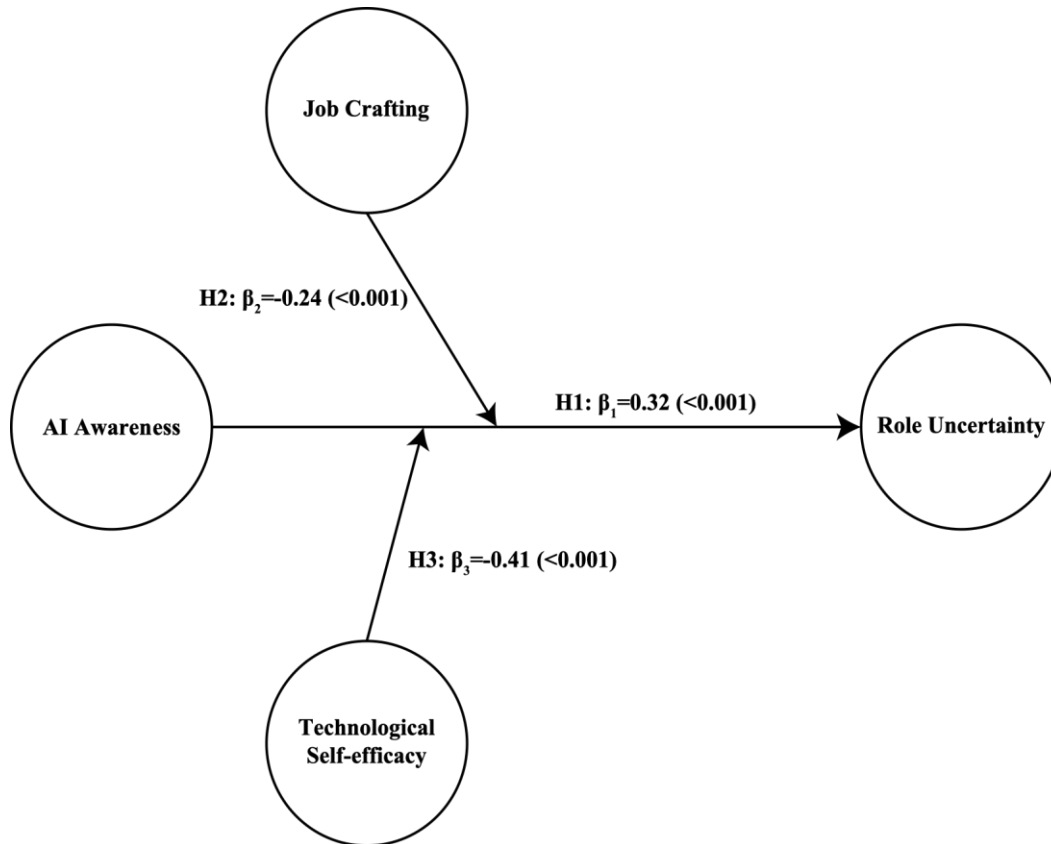 Job Crafting
H2: β₂=-0.24 (<0.001)
H1: β₁=0.32 (<0.001)
AI Awareness
Role Uncertainty
H3: β₃=-0.41 (<0.001)
Technological
Self-efficacy